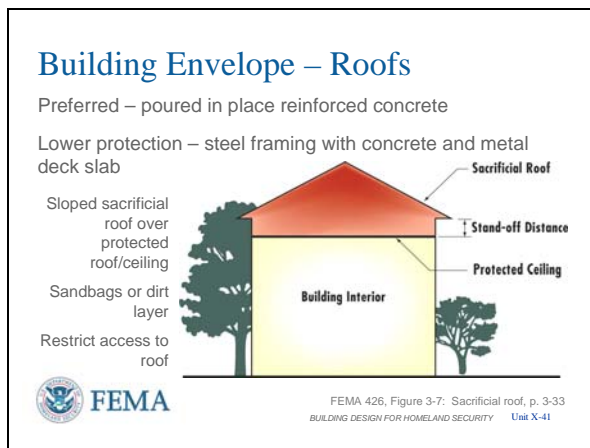 Building Envelope – Roofs
Preferred – poured in place reinforced concrete
Lower protection – steel framing with concrete and metal
deck slab
Sloped sacrificial
roof over
protected
roof/ceiling
Sandbags or dirt
layer
Restrict access to
roof
Sacrificial Roof
Stand-off Distance
Protected Ceiling
Building Interior
FEMA
FEMA 426, Figure 3-7: Sacrificial roof, p. 3-33
BUILDING DESIGN FOR HOMELAND SECURITY Unit X-41